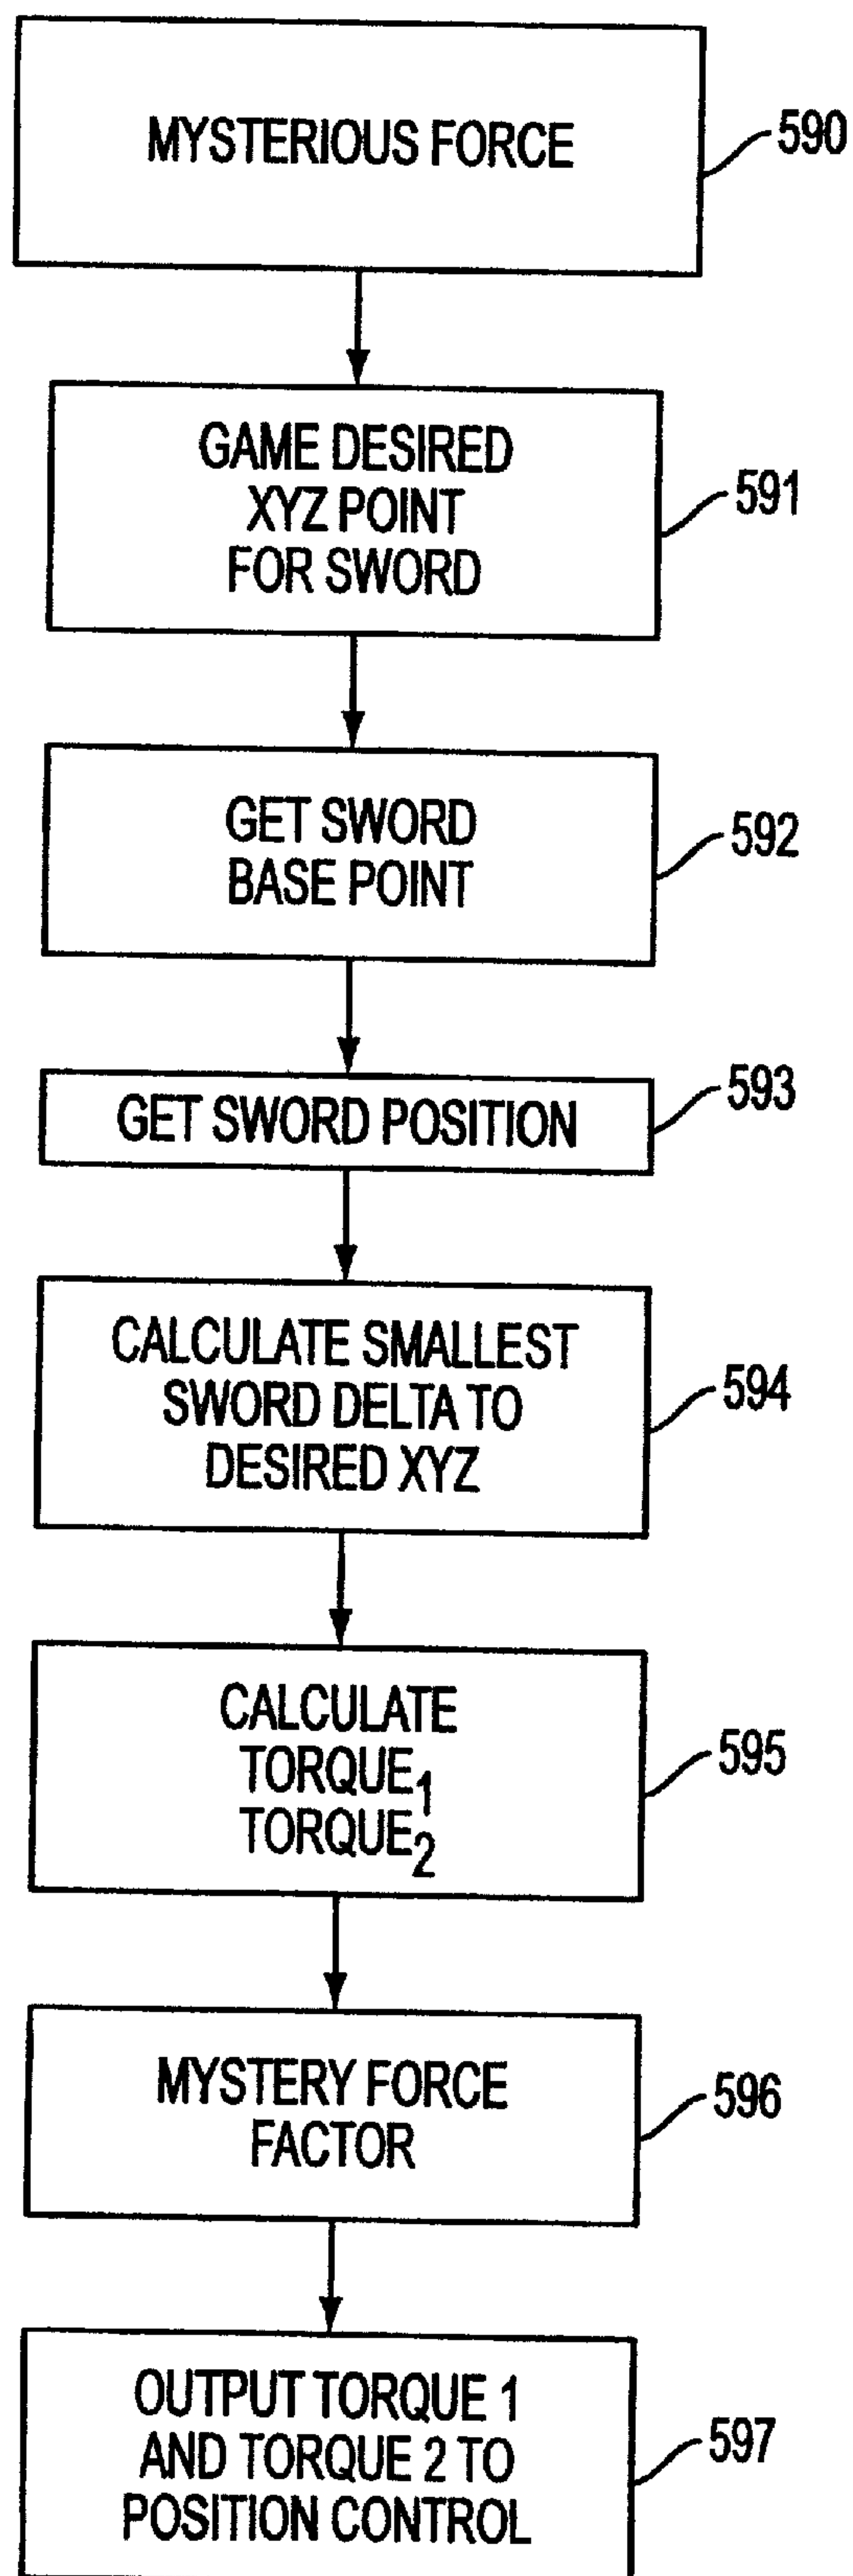 MYSTERIOUS FORCE
590
GAME DESIRED
XYZ POINT
FOR SWORD
591
GET SWORD
BASE POINT
592
GET SWORD POSITION
593
CALCULATE SMALLEST
SWORD DELTA TO
DESIRED XYZ
594
CALCULATE
TORQUE1
TORQUE2
595
MYSTERY FORCE
FACTOR
596
OUTPUT TORQUE 1
AND TORQUE 2 TO
POSITION CONTROL
597